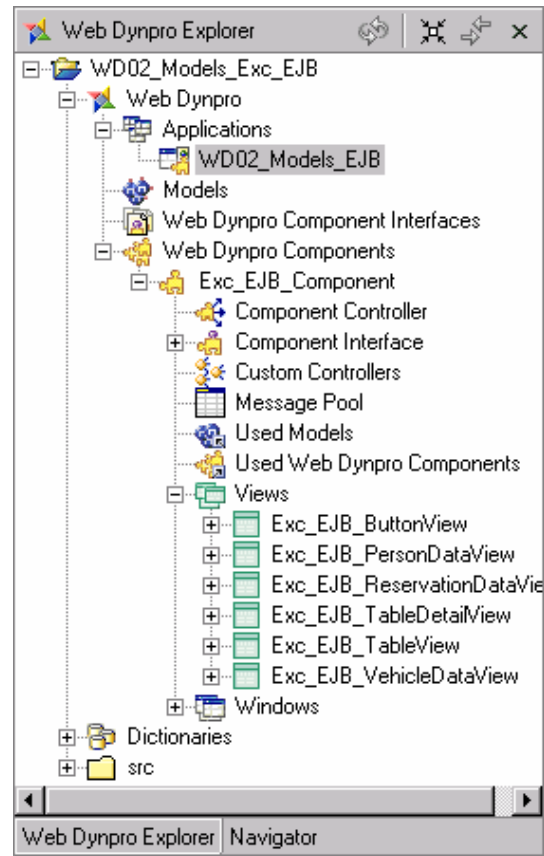 Web Dynpro Explorer
WD02_Models_Exc_EJB
Web Dynpro
Applications
WD02_Models_EJB
Models
Web Dynpro Component Interfaces
Web Dynpro Components
Exc_EJB_Component
Component Controller
Component Interface
Custom Controllers
Message Pool
Used Models
Used Web Dynpro Components
Views
Exc_EJB_ButtonView
Exc_EJB_PersonDataView
Exc_EJB_ReservationDataVie
Exc_EJB_TableDetailView
Exc_EJB_TableView
Exc_EJB_VehicleDataView
Windows
Dictionaries
src
Web Dynpro Explorer Navigator